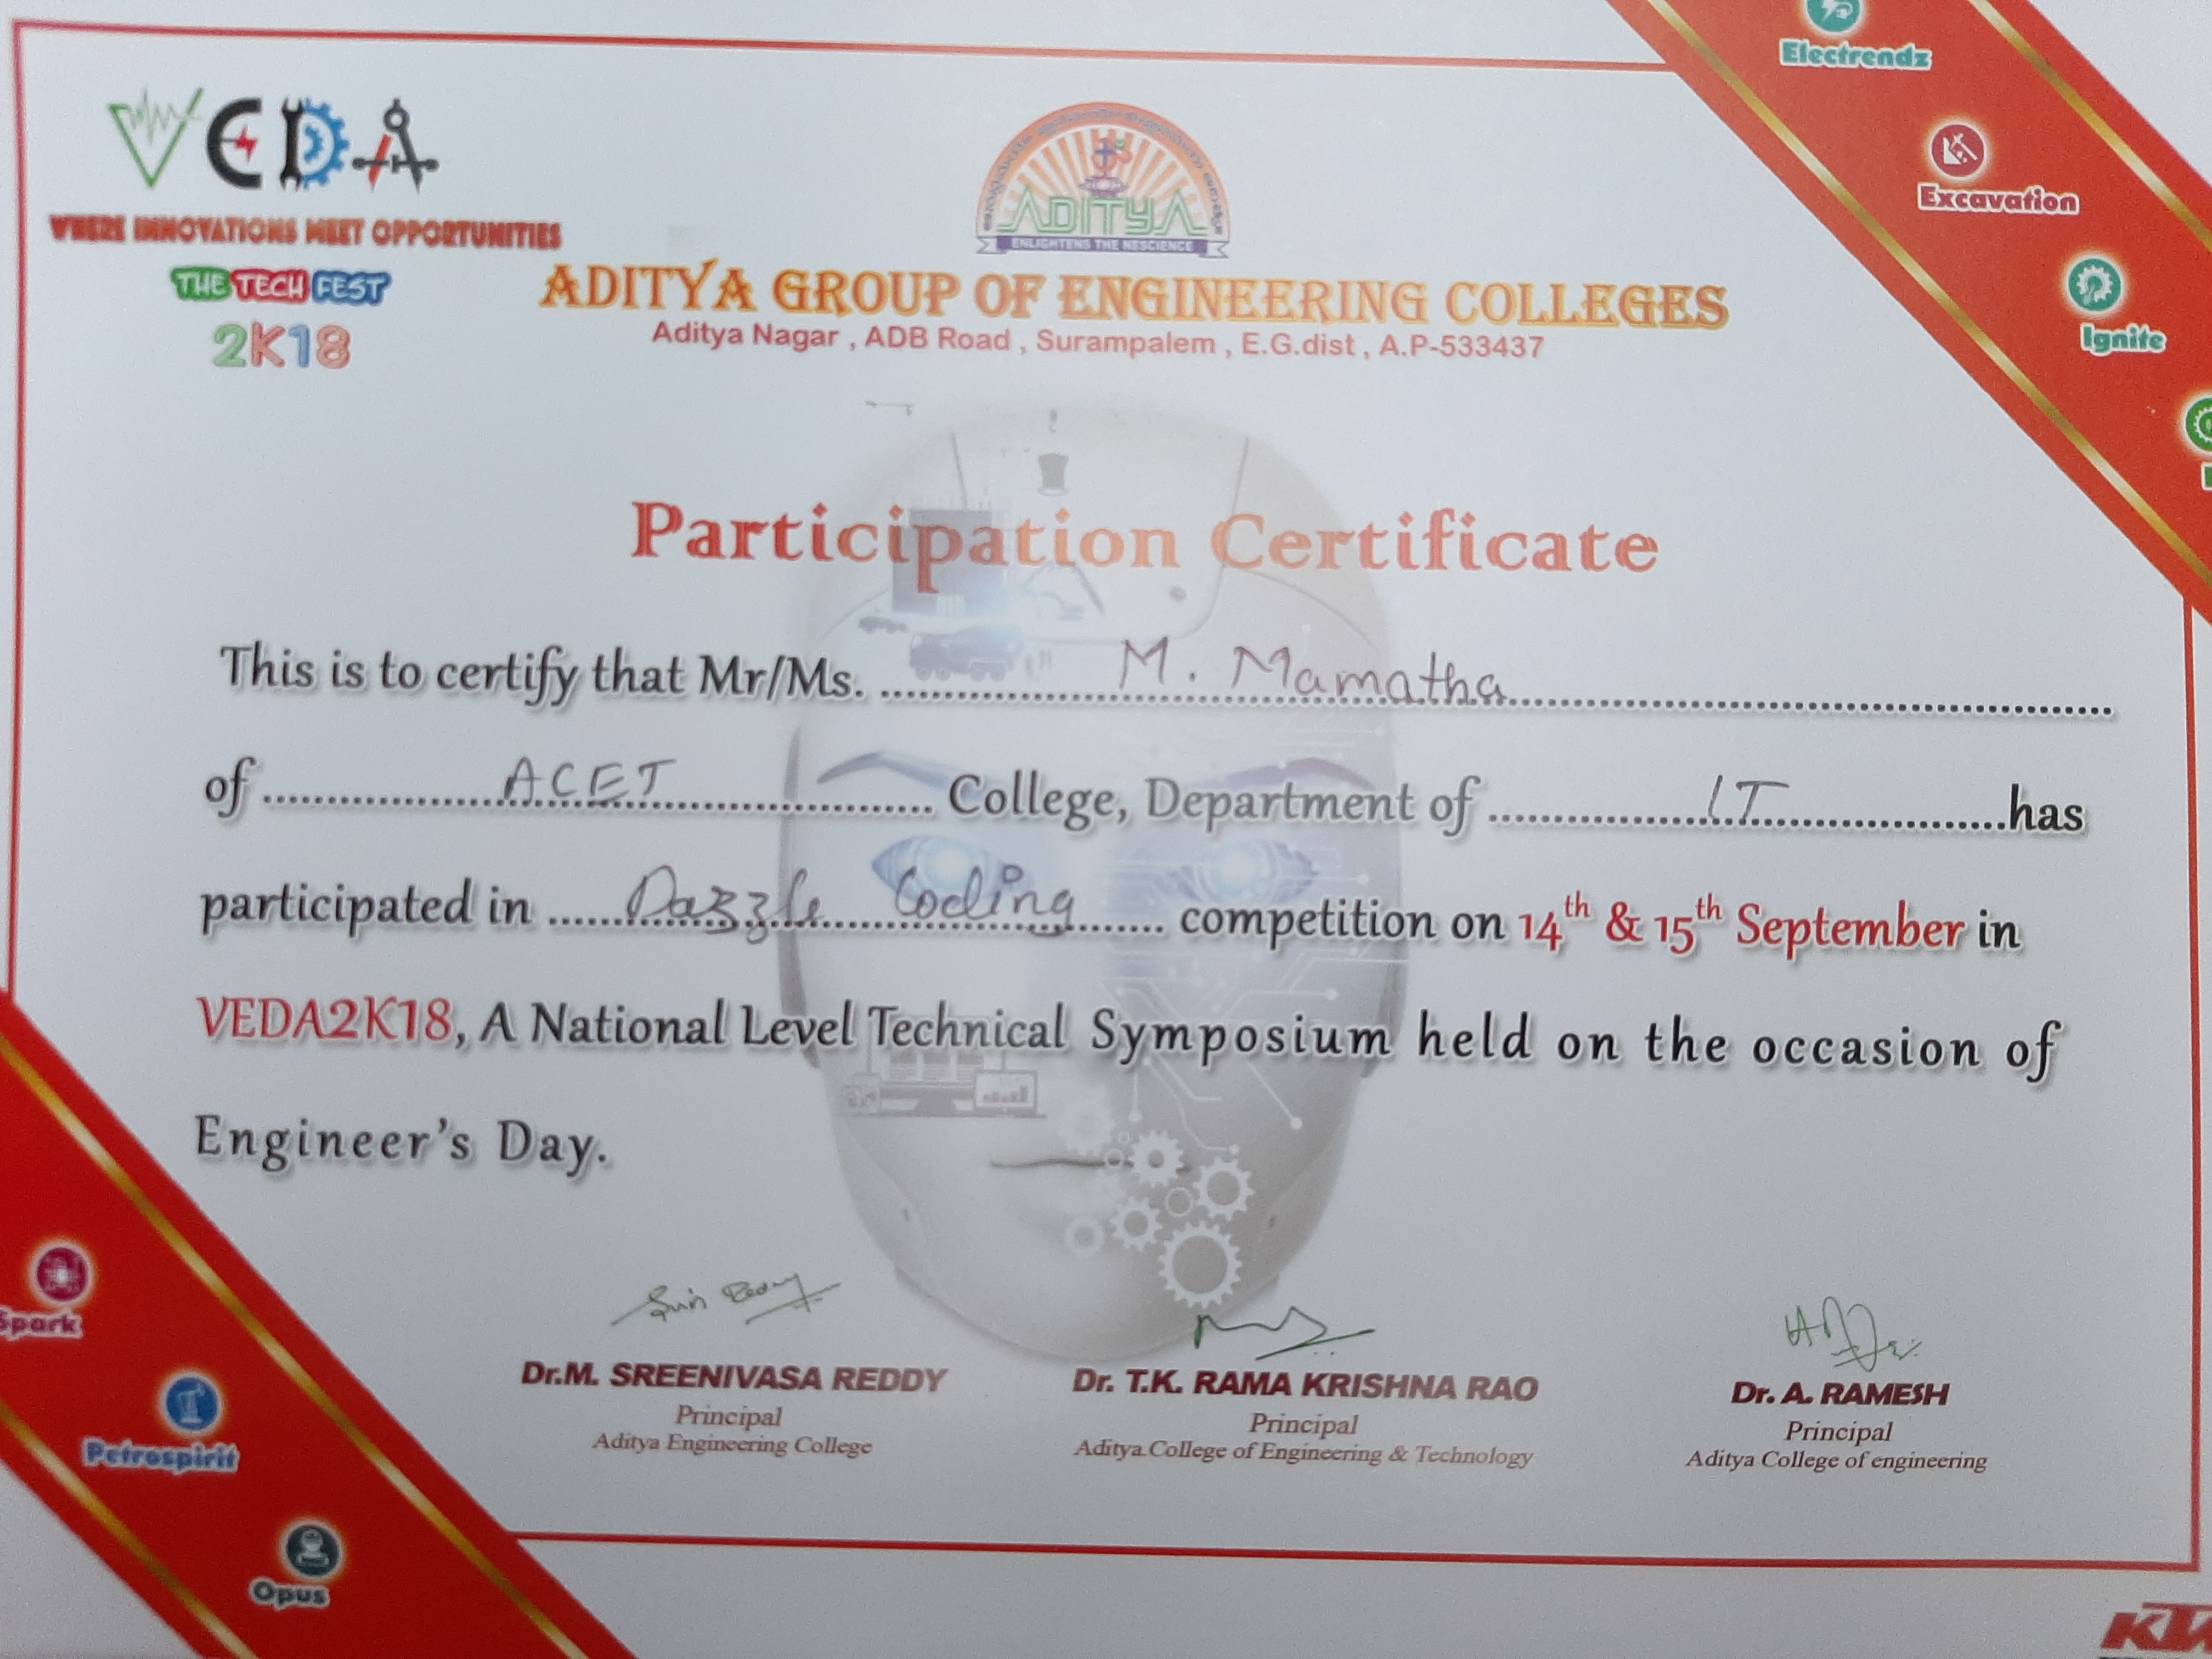 VEDA
WHERE INNOVATIONS MEET OPPORTUNITIES
THE TECH FEST
2K18
ADITYA
ENLIGHTENS THE NESCIENCE
ADITYA GROUP OF ENGINEERING COLLEGES
Aditya Nagar , ADB Road , Surampalem , E.G.dist , A.P-533437
Electrendz
Excavation
Ignite
Participation Certificate
This is to certify that Mr/Ms. M. Mamatha
of ACET College, Department of IT has
participated in Dazzle Coding competition on 14th & 15th September in
VEDA2K18, A National Level Technical Symposium held on the occasion of
Engineer's Day.
Spark
Petrospirit
Opus
Dr.M. SREENIVASA REDDY
Principal
Aditya Engineering College
Dr. T.K. RAMA KRISHNA RAO
Principal
Aditya College of Engineering & Technology
Dr. A. RAMESH
Principal
Aditya College of engineering